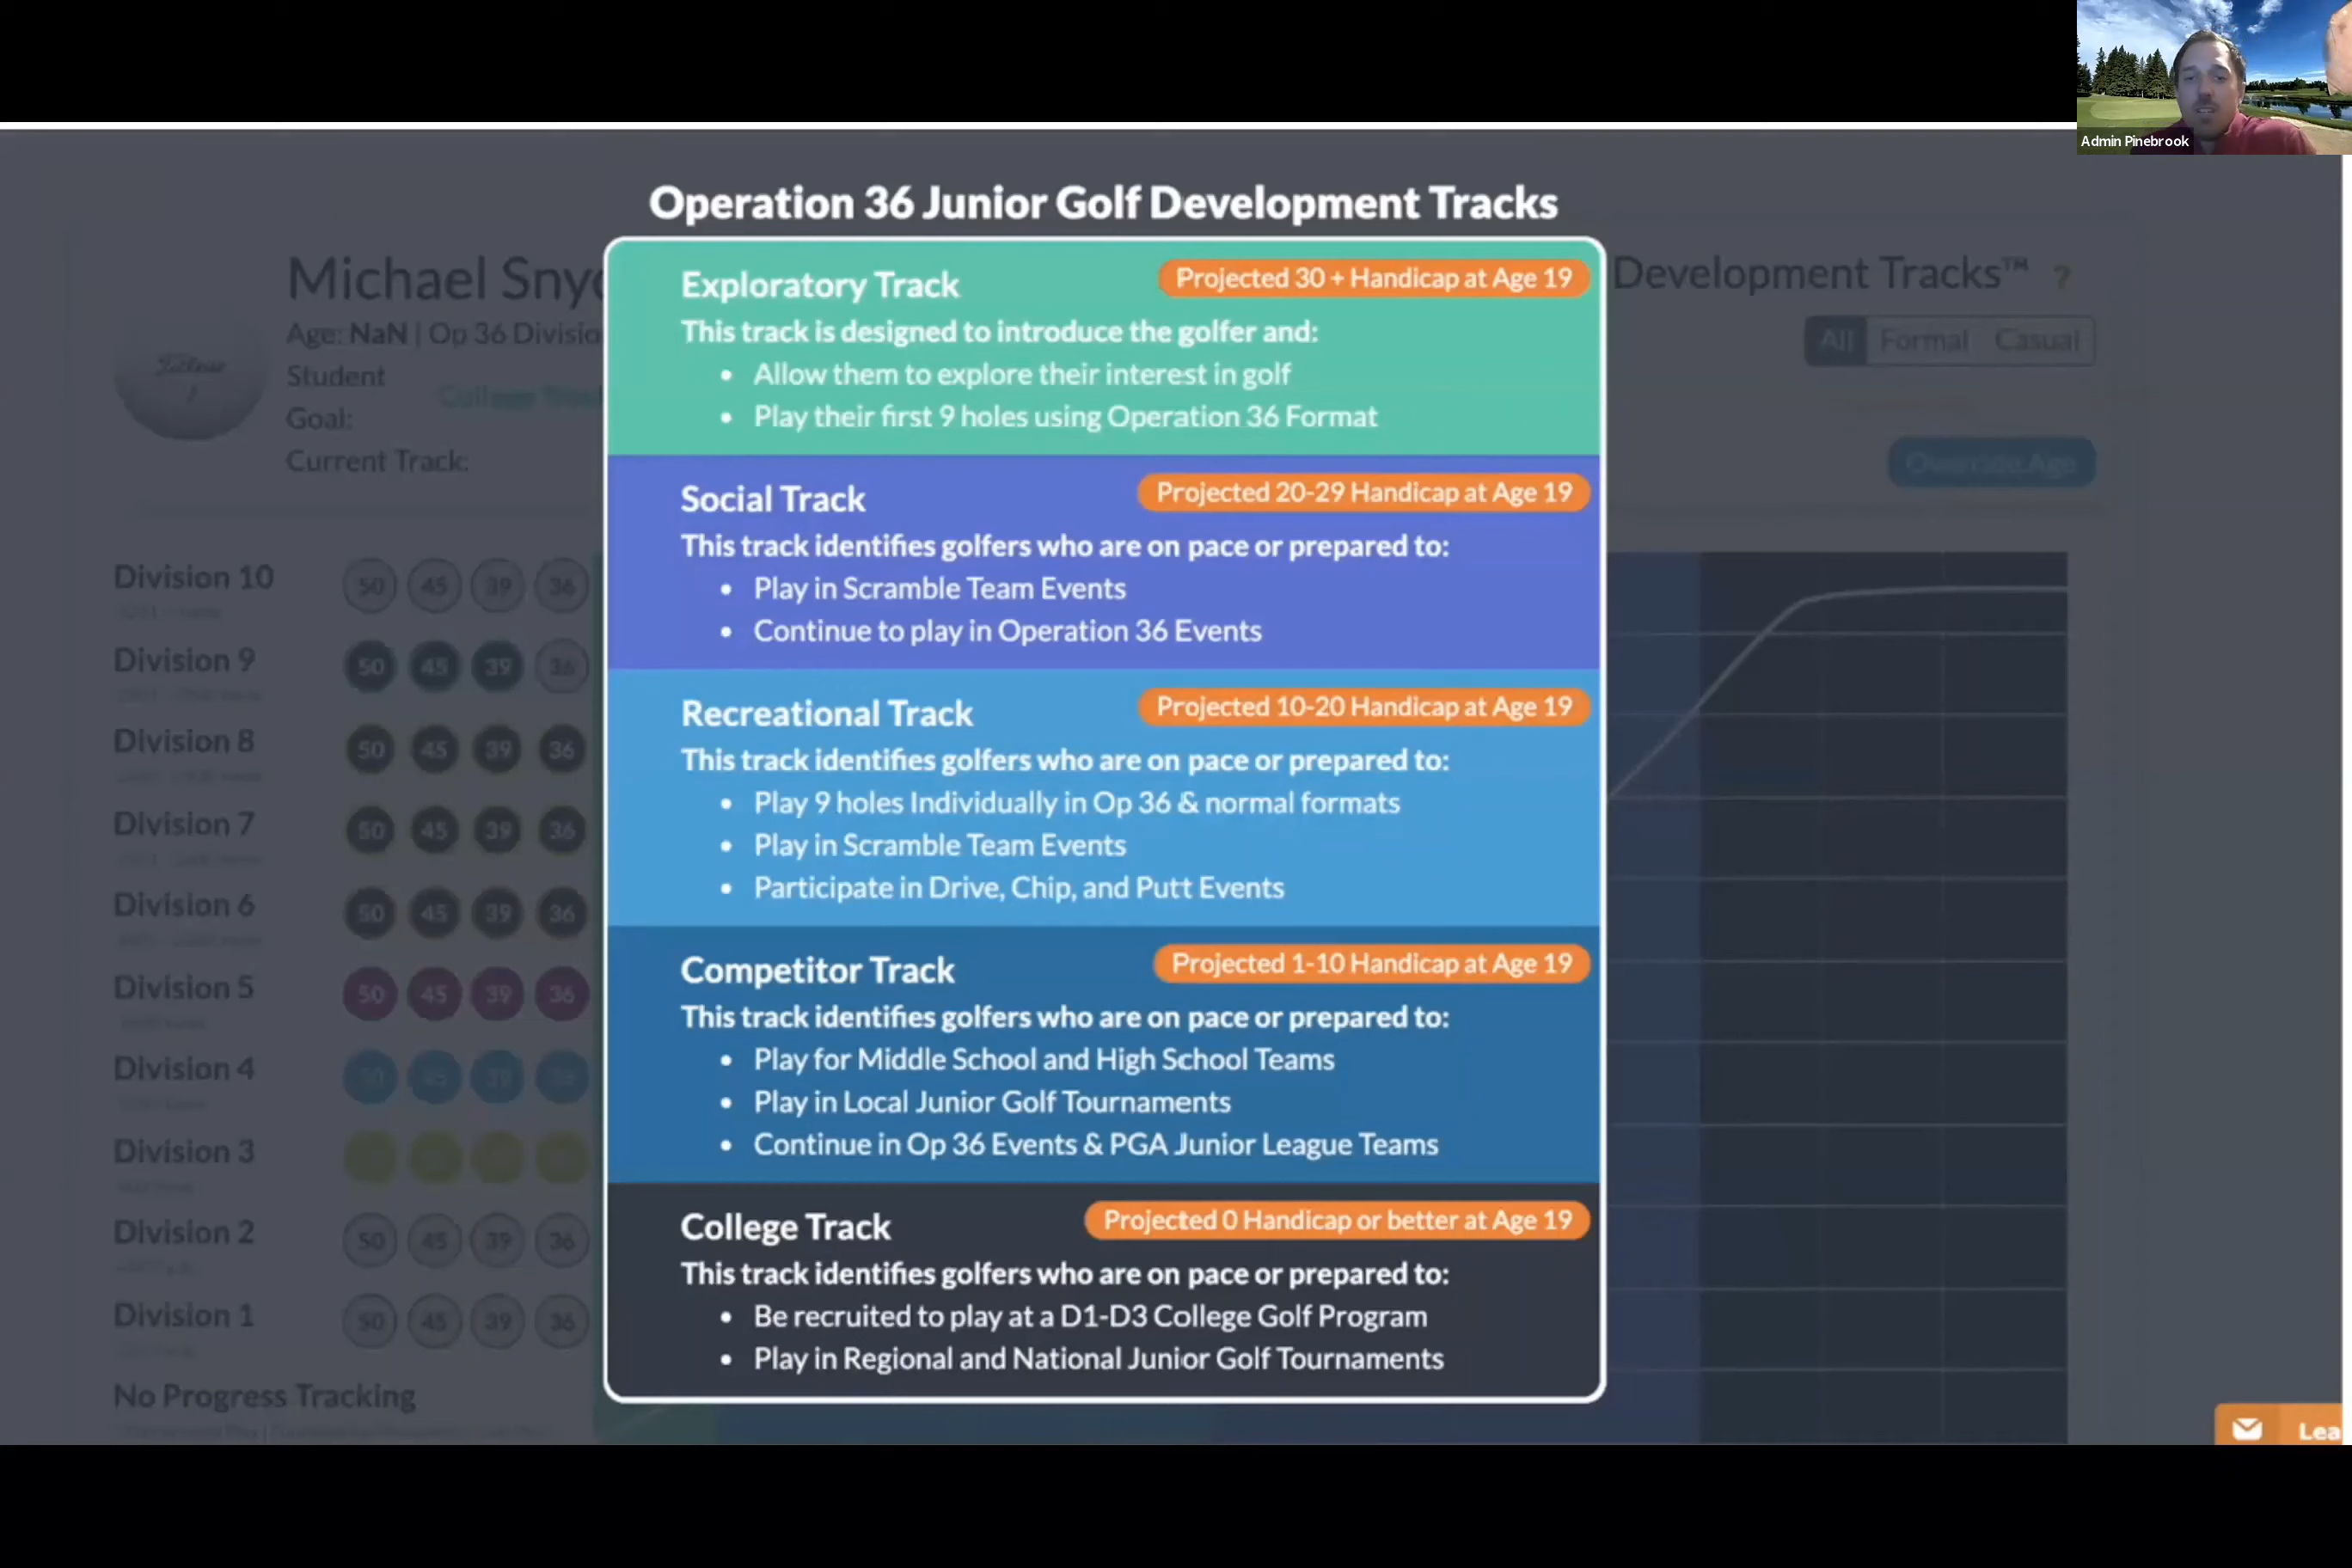 Admin Pinebrook
Operation 36 Junior Golf Development Tracks
Exploratory Track
Projected 30 + Handicap at Age 19
This track is designed to introduce the golfer and:
• Allow them to explore their interest in golf
• Play their first 9 holes using Operation 36 Format
Social Track
Projected 20-29 Handicap at Age 19
This track identifies golfers who are on pace or prepared to:
• Play in Scramble Team Events
• Continue to play in Operation 36 Events
Recreational Track
Projected 10-20 Handicap at Age 19
This track identifies golfers who are on pace or prepared to:
• Play 9 holes Individually in Op 36 & normal formats
• Play in Scramble Team Events
• Participate in Drive, Chip, and Putt Events
Competitor Track
Projected 1-10 Handicap at Age 19
This track identifies golfers who are on pace or prepared to:
• Play for Middle School and High School Teams
• Play in Local Junior Golf Tournaments
• Continue in Op 36 Events & PGA Junior League Teams
College Track
Projected 0 Handicap or better at Age 19
This track identifies golfers who are on pace or prepared to:
• Be recruited to play at a D1-D3 College Golf Program
• Play in Regional and National Junior Golf Tournaments
Michael Sny
Age: NaN | Op 36 Divisio
Student
Goal:
College Trac
Current Track:
Titleist
Development Tracks™ ?
All Formal Casual
Override Age
Division 10 50 45 39 36
Division 9 50 45 39 36
Division 8 50 45 39 36
Division 7 50 45 39 36
Division 6 50 45 39 36
Division 5 50 45 39 36
Division 4 50 45 39 36
Division 3
Division 2 50 45 39 36
Division 1 50 45 39 36
No Progress Tracking
Lea